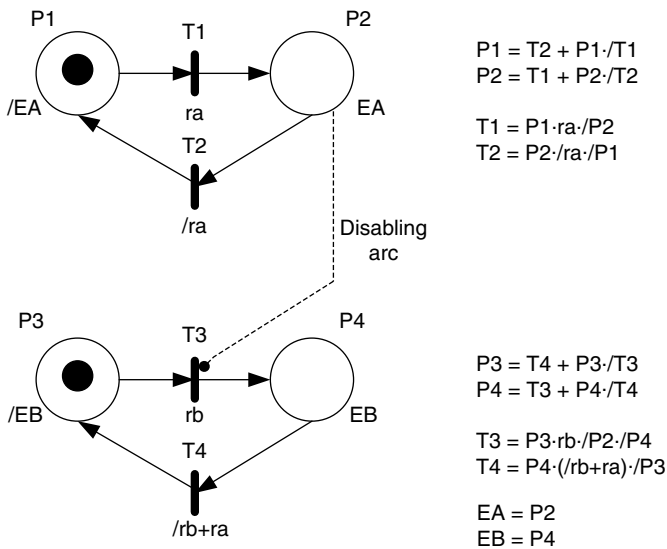 P1
T1
P2
/EA
ra
EA
T2
/ra
P1 = T2 + P1·/T1
P2 = T1 + P2·/T2
T1 = P1·ra·/P2
T2 = P2·/ra·/P1
Disabling
arc
P3
T3
P4
/EB
rb
EB
T4
/rb+ra
P3 = T4 + P3·/T3
P4 = T3 + P4·/T4
T3 = P3·rb·/P2·/P4
T4 = P4·(/rb+ra)·/P3
EA = P2
EB = P4